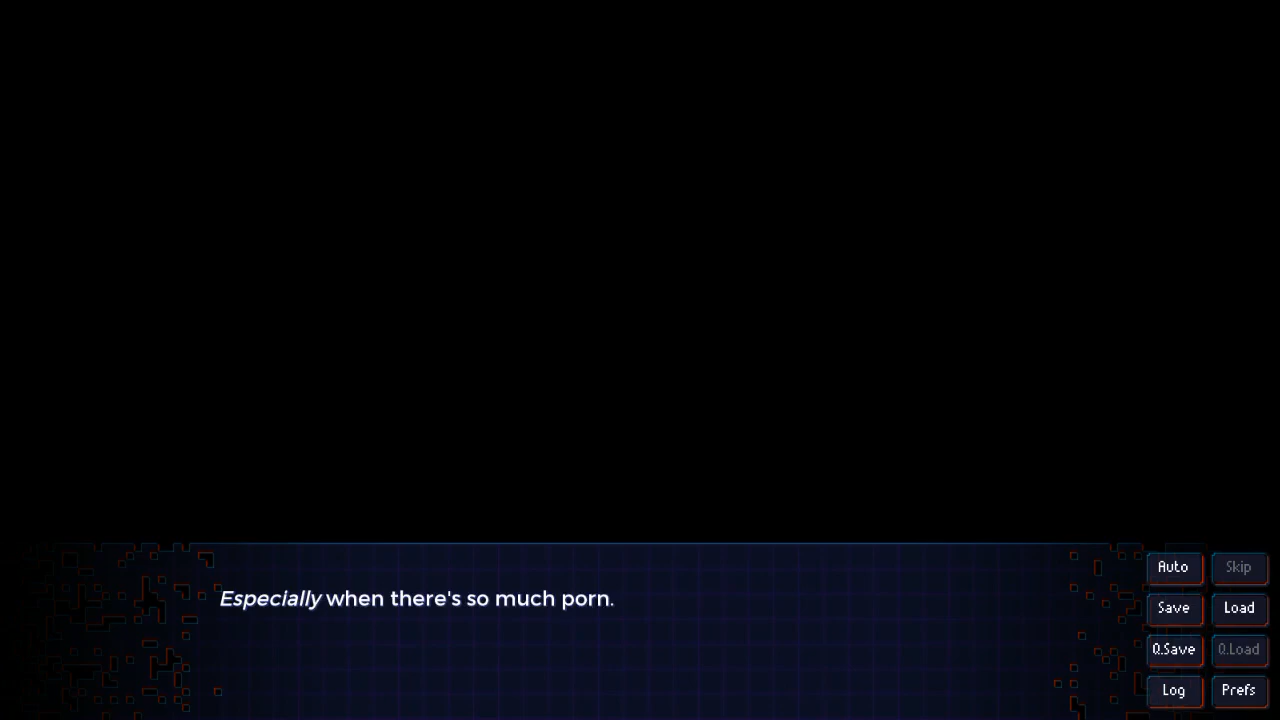 Especially when there's so much porn.
Auto
Skip
Save
Load
Q.Save
Q.Load
Log
Prefs